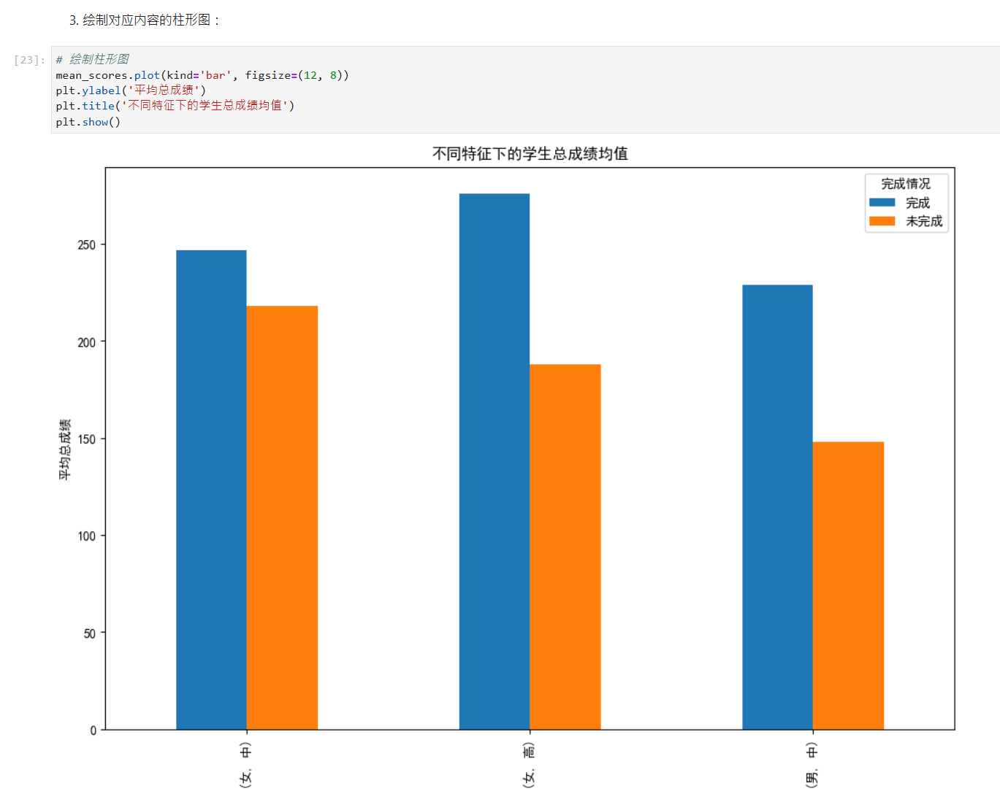 3. 绘制对应内容的柱形图：
[23]:
# 绘制柱形图
mean_scores.plot(kind='bar', figsize=(12, 8))
plt.ylabel('平均总成绩')
plt.title('不同特征下的学生总成绩均值')
plt.show()
不同特征下的学生总成绩均值
完成情况
完成
未完成
250
200
150
100
50
0
平均总成绩
(女, 中)
(女, 高)
(男, 中)